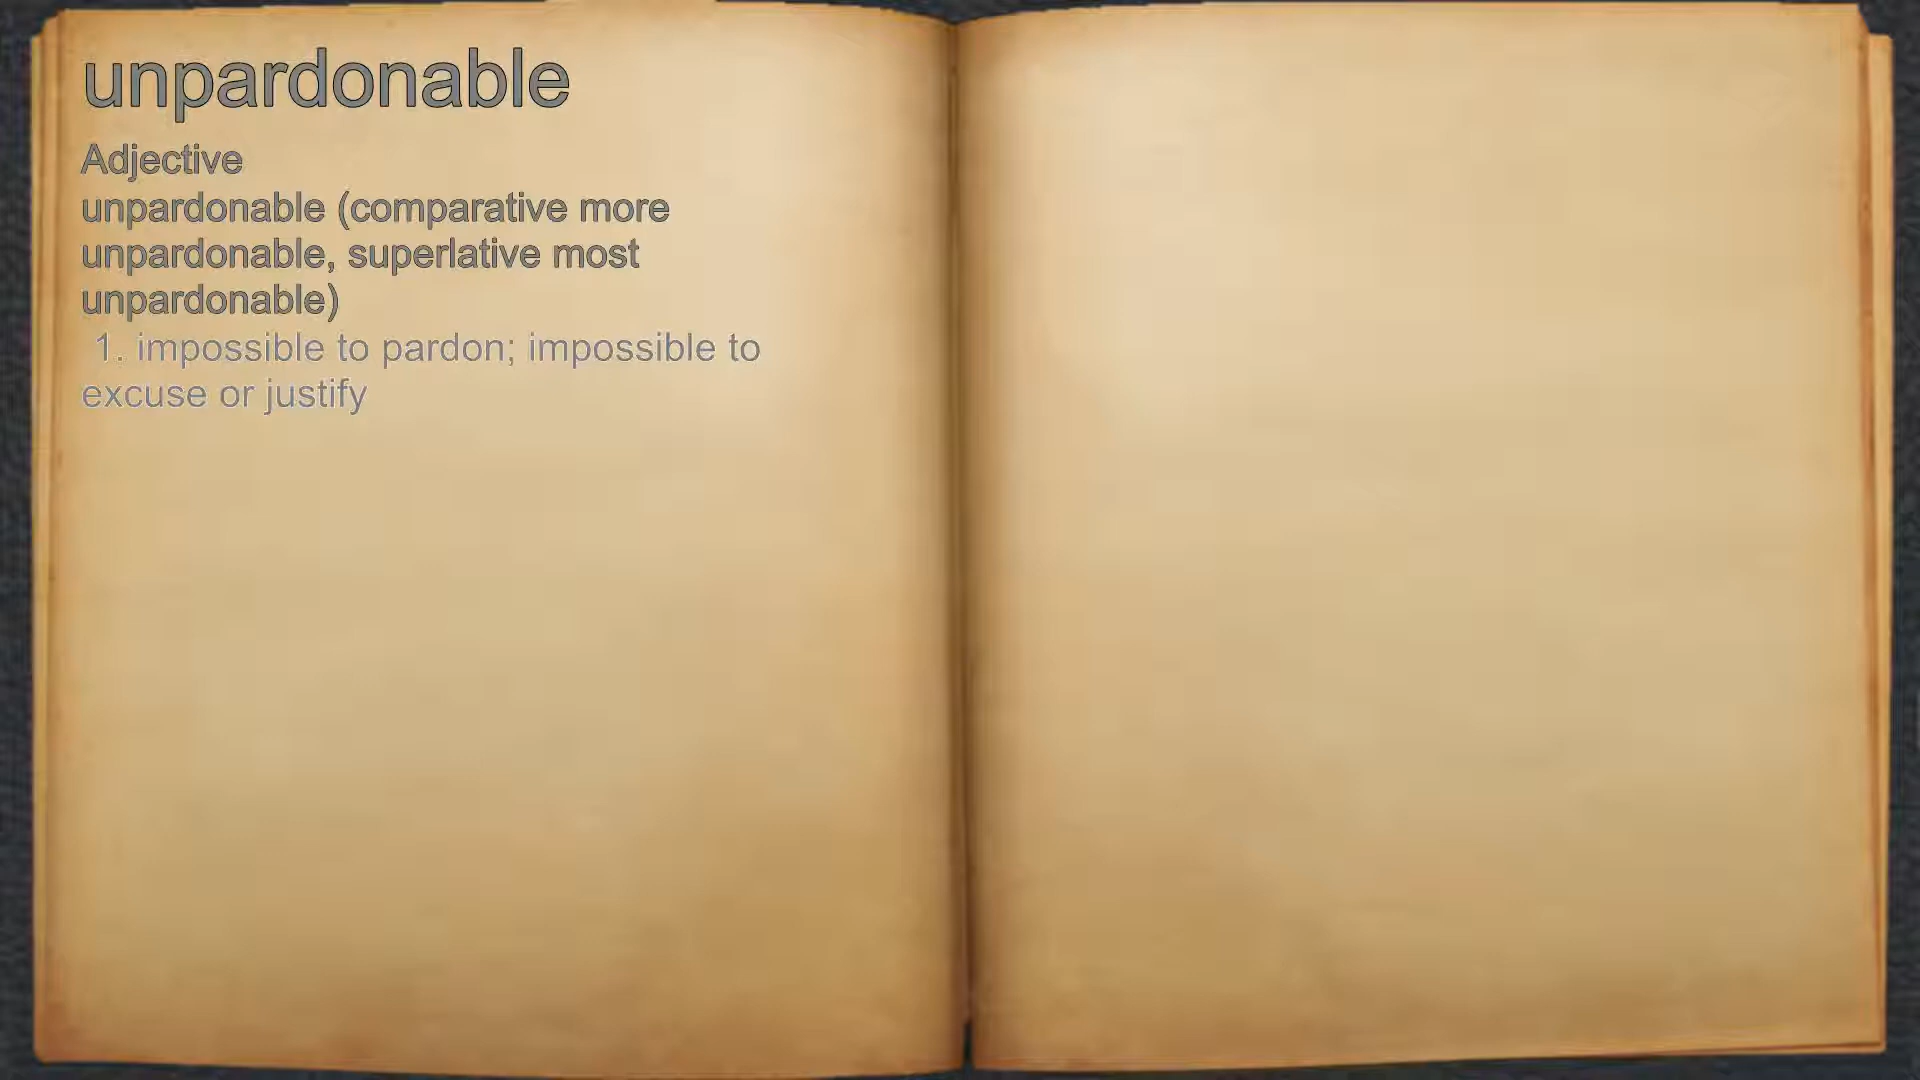 unpardonable
Adjective
unpardonable (comparative more
unpardonable, superlative most
unpardonable)
1. impossible to pardon; impossible to
excuse or justify